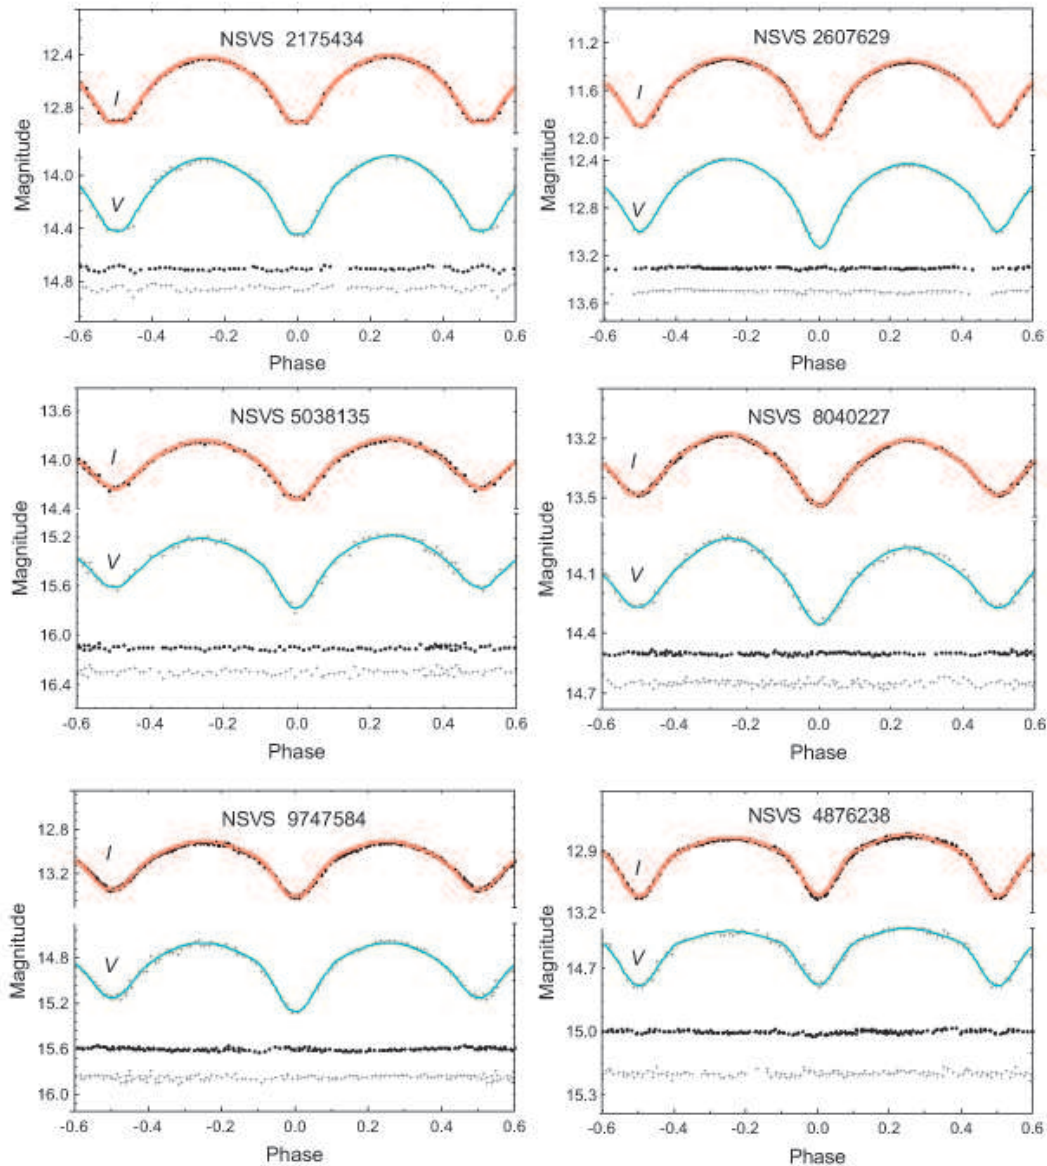 NSVS 2175434
I
V
12.4
12.8
14.0
14.4
14.8
Magnitude
-0.6 -0.4 -0.2 0.0 0.2 0.4 0.6
Phase
NSVS 2607629
I
V
11.2
11.6
12.0
12.4
12.8
13.2
13.6
Magnitude
Magnitude
-0.6 -0.4 -0.2 0.0 0.2 0.4 0.6
Phase
NSVS 5038135
I
V
13.6
14.0
14.4
15.2
15.6
16.0
16.4
Magnitude
Magnitude
-0.6 -0.4 -0.2 0.0 0.2 0.4 0.6
Phase
NSVS 8040227
I
V
13.2
13.5
14.1
14.4
14.7
Magnitude
Magnitude
-0.6 -0.4 -0.2 0.0 0.2 0.4 0.6
Phase
NSVS 9747584
I
V
12.8
13.2
14.8
15.2
15.6
16.0
Magnitude
Magnitude
-0.6 -0.4 -0.2 0.0 0.2 0.4 0.6
Phase
NSVS 4876238
I
V
12.9
13.2
14.7
15.0
15.3
Magnitude
Magnitude
-0.6 -0.4 -0.2 0.0 0.2 0.4 0.6
Phase